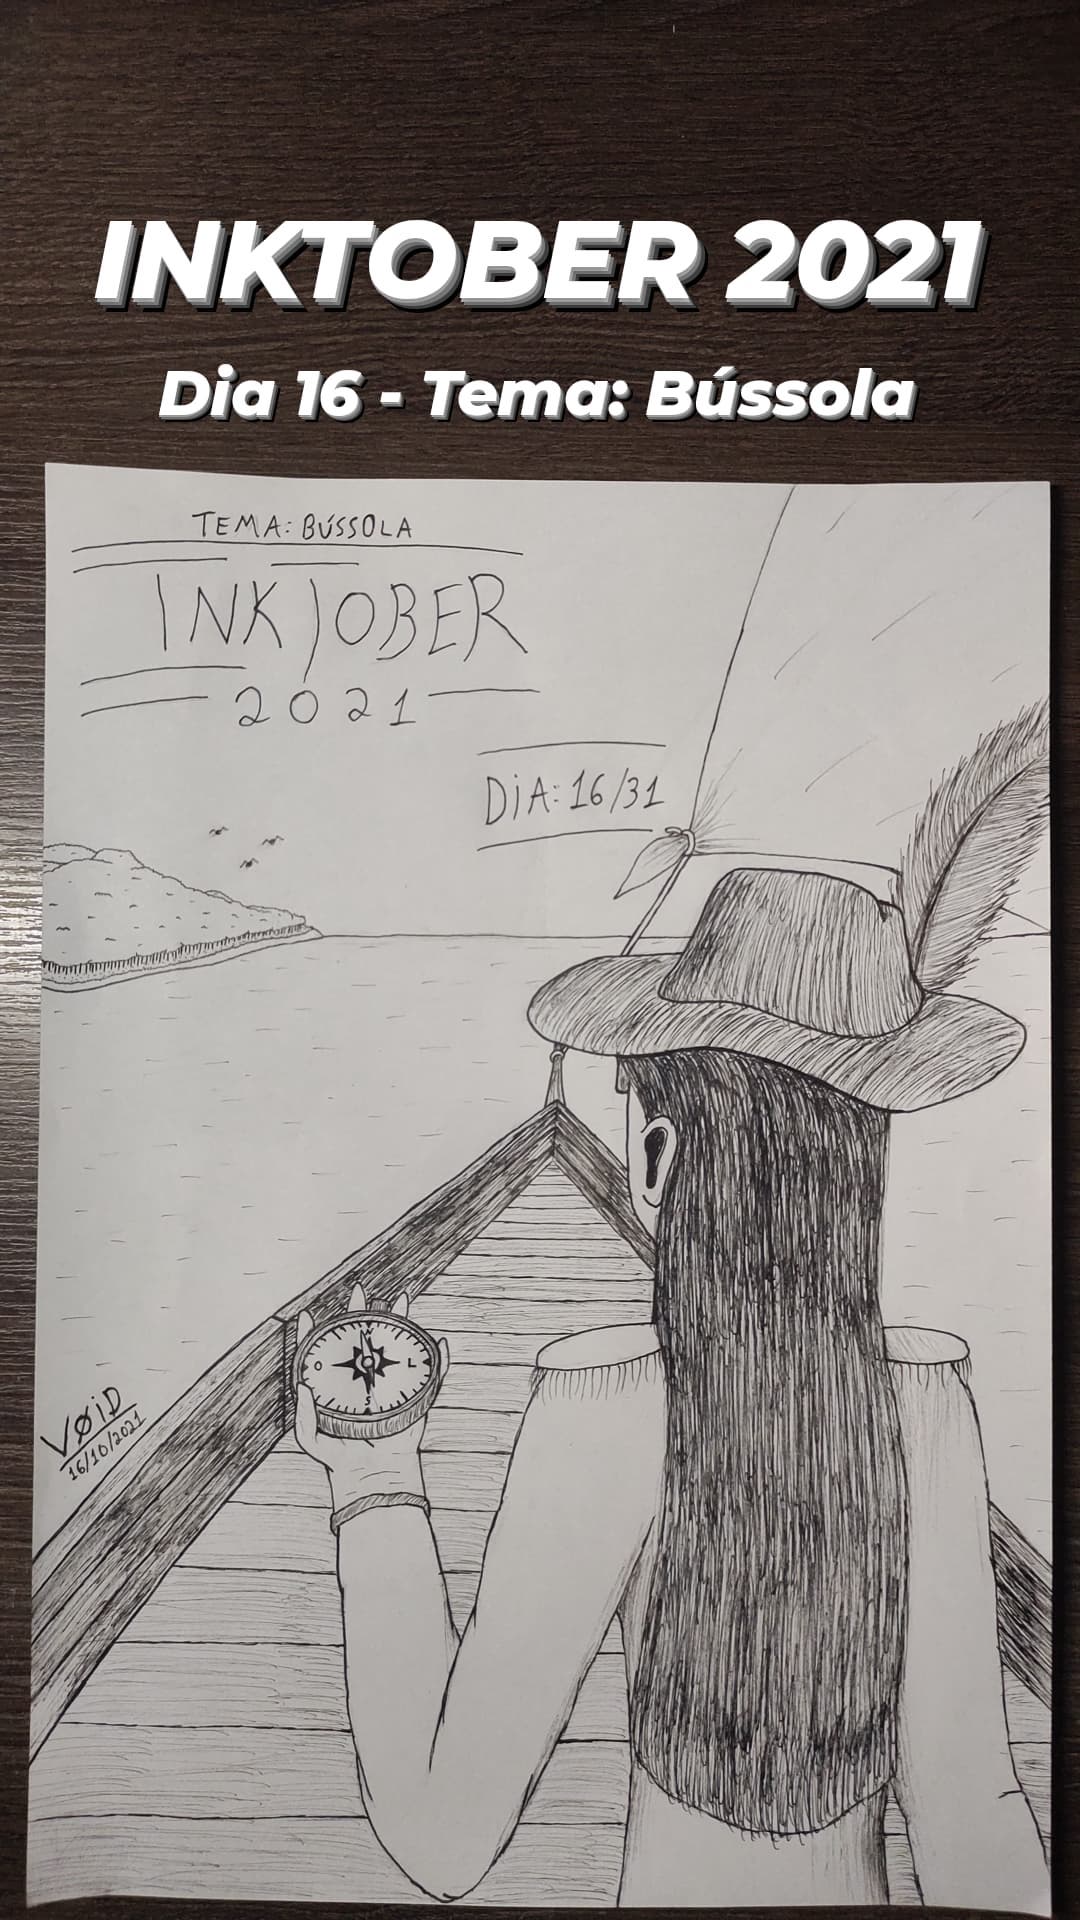 INKTOBER 2021
Dia 16 - Tema: Bússola
TEMA: BÚSSOLA
INKTOBER
2021
DIA: 16/31
N
O L
S
VØID
16/10/2021